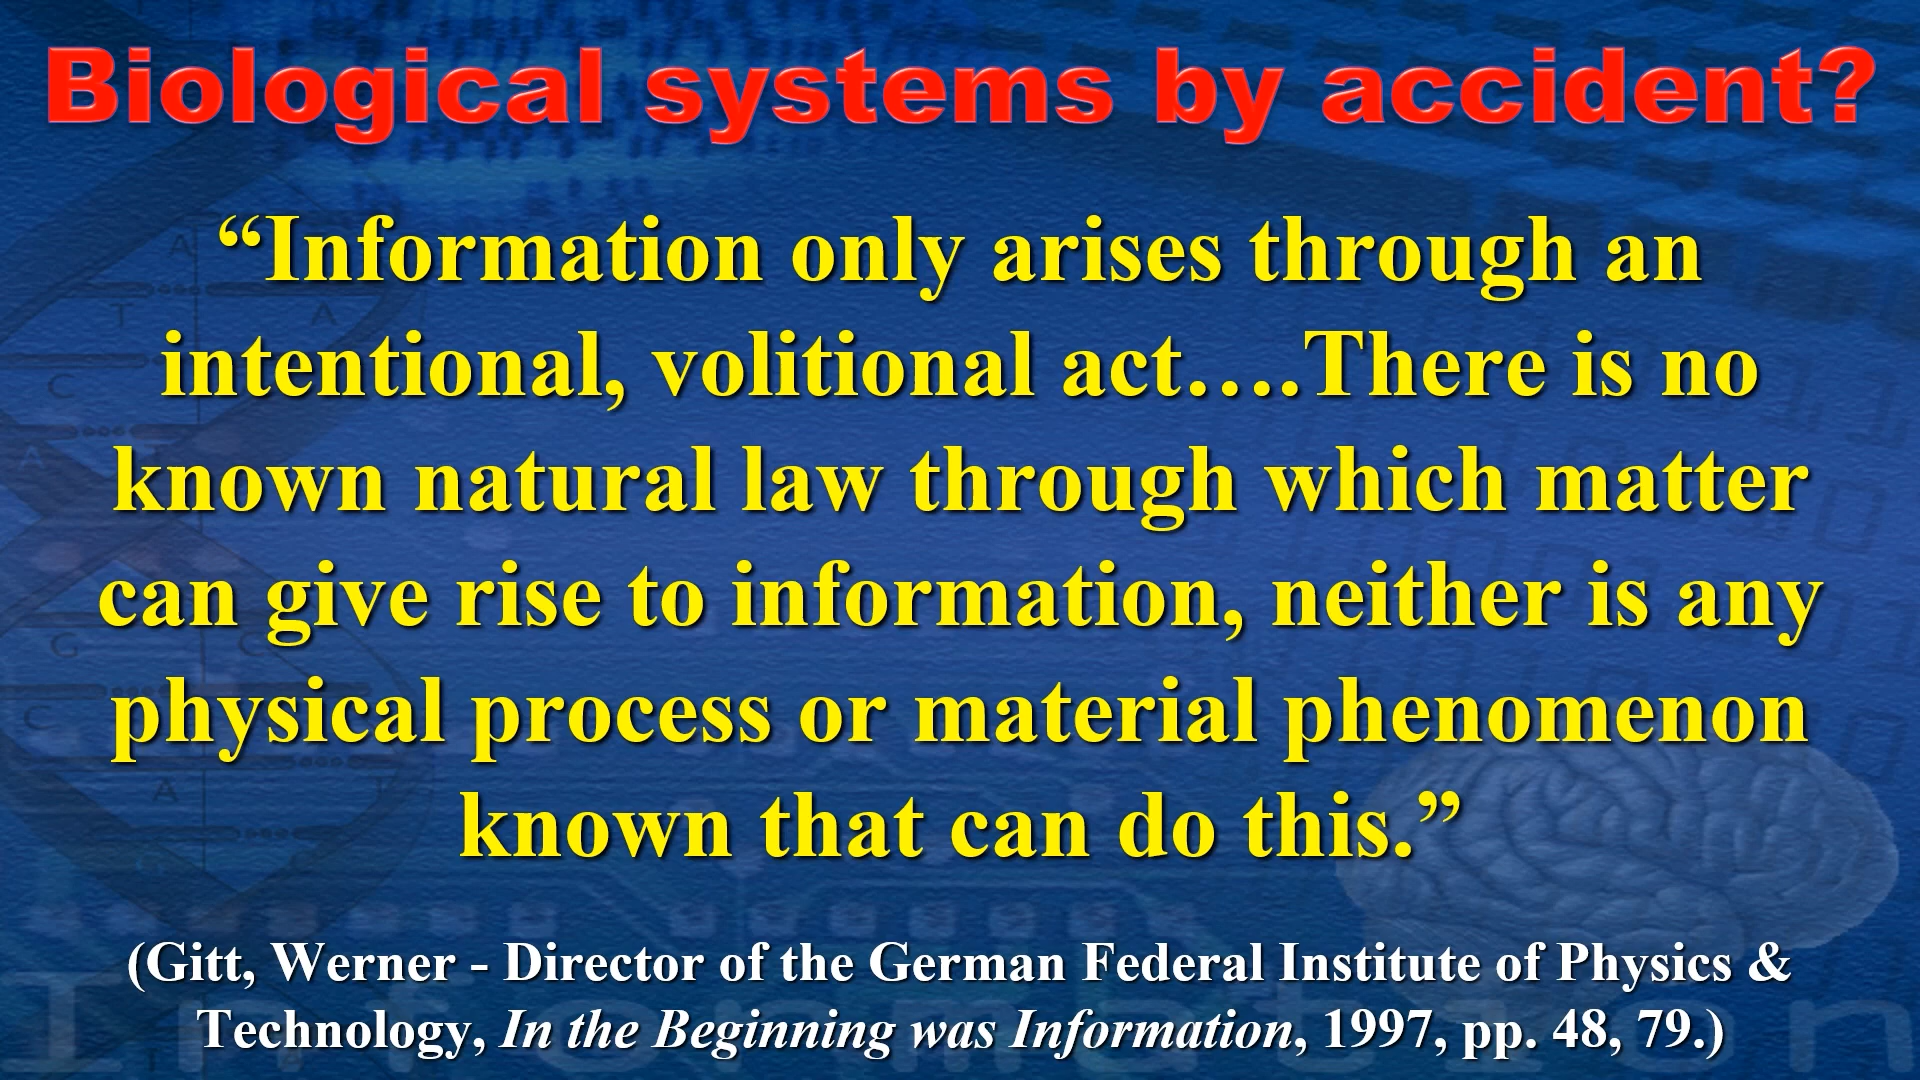 Biological systems by accident?
“Information only arises through an
intentional, volitional act….There is no
known natural law through which matter
can give rise to information, neither is any
physical process or material phenomenon
known that can do this.”
(Gitt, Werner - Director of the German Federal Institute of Physics &
Technology, In the Beginning was Information, 1997, pp. 48, 79.)
Information